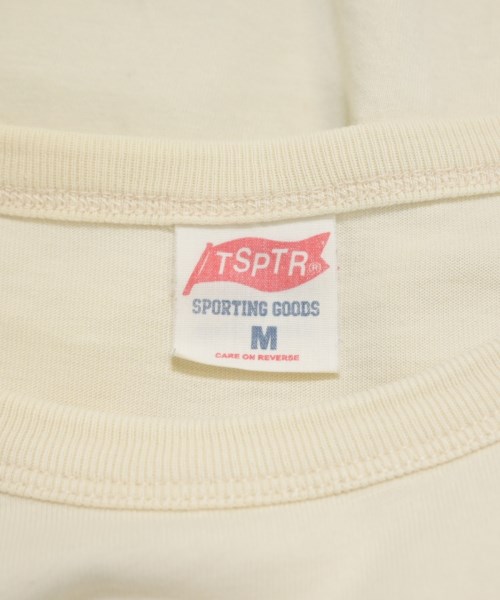 TSPTR(R)
SPORTING GOODS
M
CARE ON REVERSE